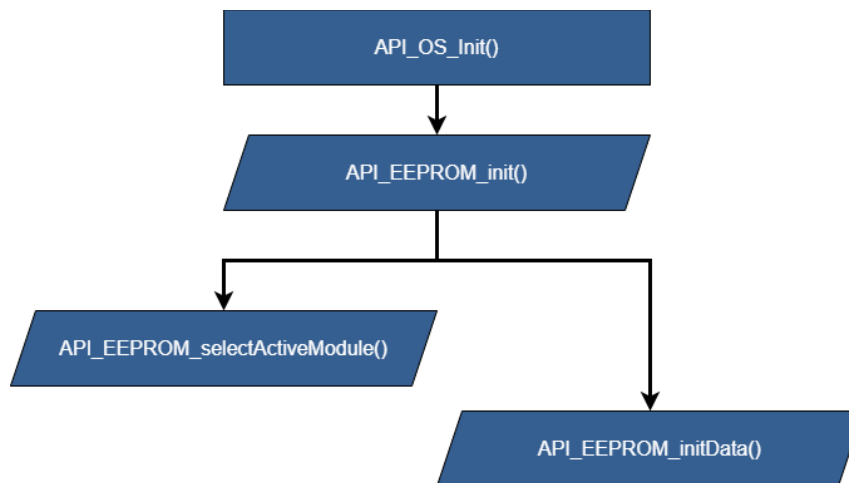 API_OS_Init()
API_EEPROM_init()
API_EEPROM_selectActiveModule()
API_EEPROM_initData()